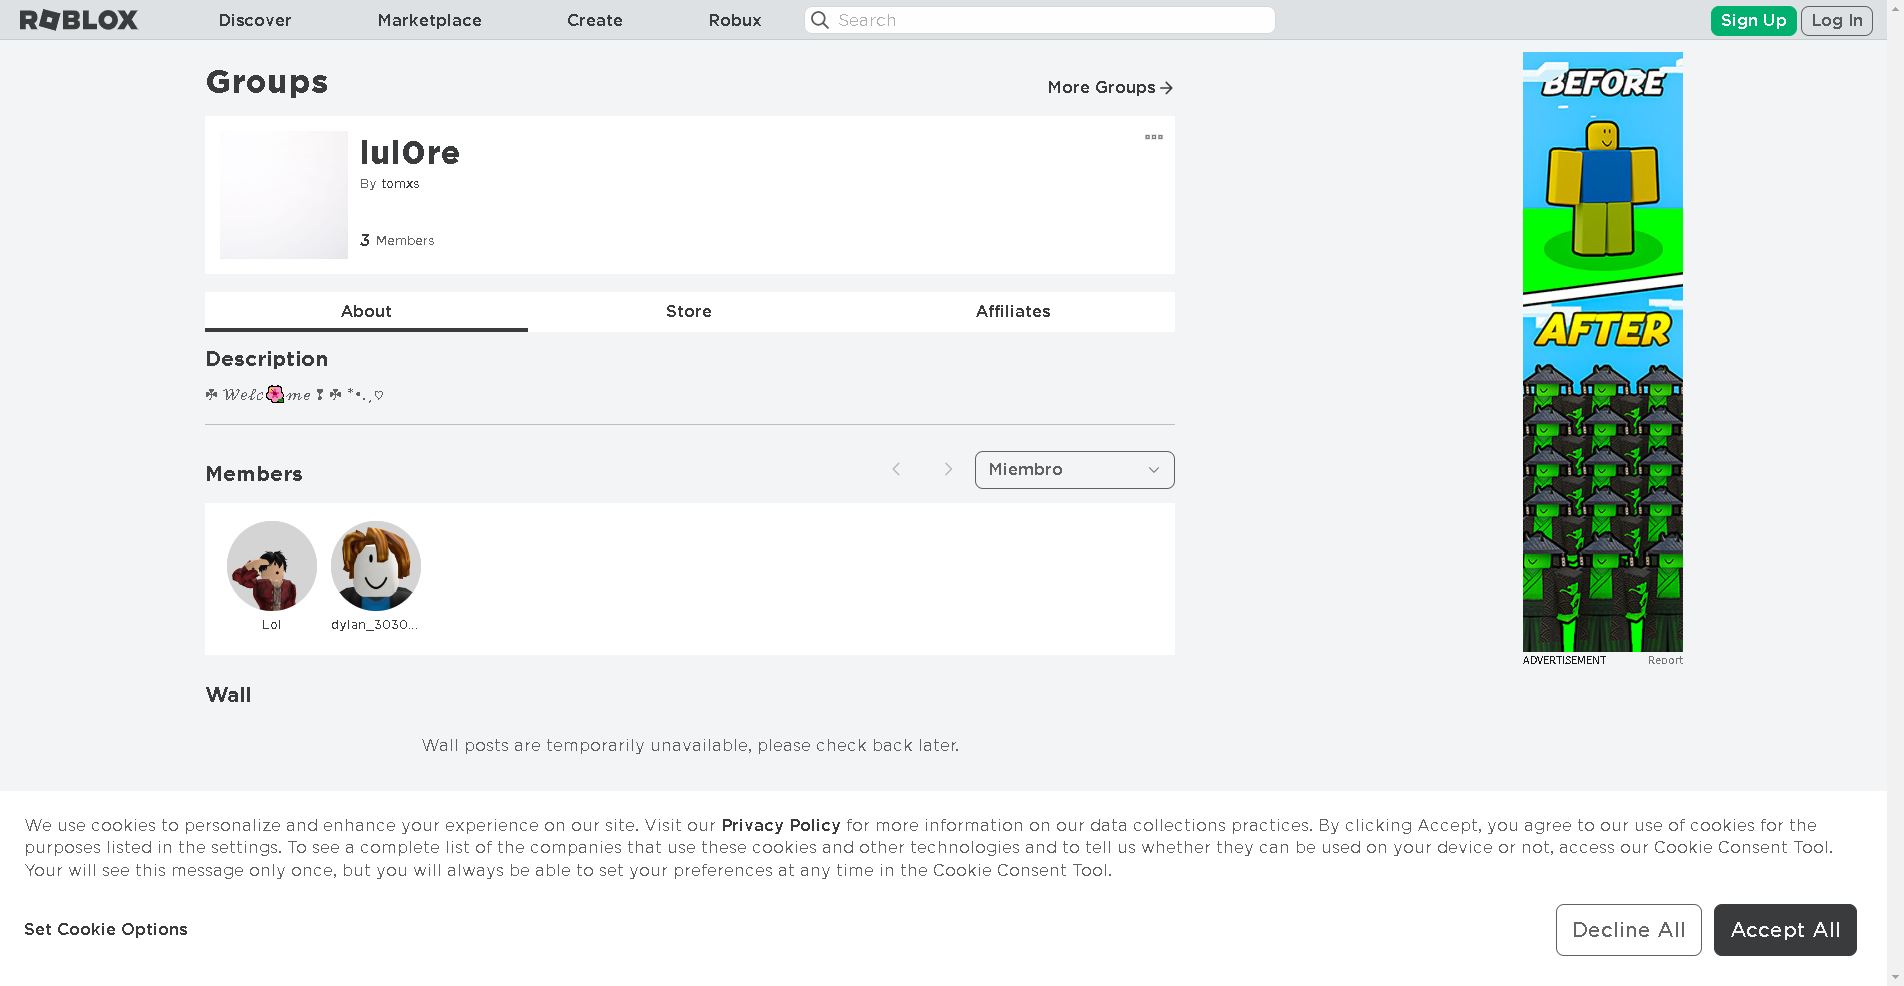 ROBLOX Discover Marketplace Create Robux Search Sign Up Log In
Groups
More Groups
lul0re
By tomxs
3 Members
About Store Affiliates
Description
☘ 𝓦𝓮𝓵𝓬🌺𝓶𝓮 ❣ ☘ *•.¸♡
Members
Miembro
Lol dylan_3030...
Wall
Wall posts are temporarily unavailable, please check back later.
BEFORE
AFTER
ADVERTISEMENT Report
We use cookies to personalize and enhance your experience on our site. Visit our Privacy Policy for more information on our data collections practices. By clicking Accept, you agree to our use of cookies for the
purposes listed in the settings. To see a complete list of the companies that use these cookies and other technologies and to tell us whether they can be used on your device or not, access our Cookie Consent Tool.
Your will see this message only once, but you will always be able to set your preferences at any time in the Cookie Consent Tool.
Set Cookie Options
Decline All Accept All